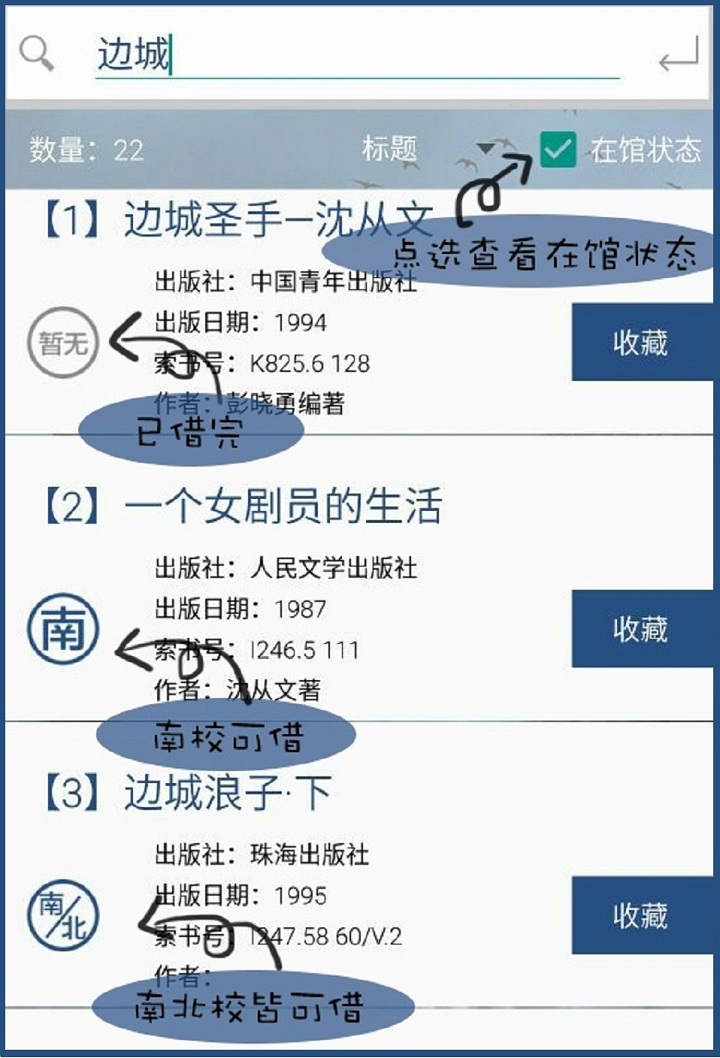 边城
数量：22 标题 在馆状态
【1】边城圣手—沈从文
点选查看在馆状态
出版社：中国青年出版社
出版日期：1994
暂无
收藏
索书号：K825.6 128
作者：彭晓勇编著
已借完
【2】一个女剧员的生活
出版社：人民文学出版社
出版日期：1987
南
收藏
索书号：I246.5 111
作者：沈从文著
南校可借
【3】边城浪子·下
出版社：珠海出版社
出版日期：1995
南/北
收藏
索书号：I247.58 60/V.2
作者：
南北校皆可借